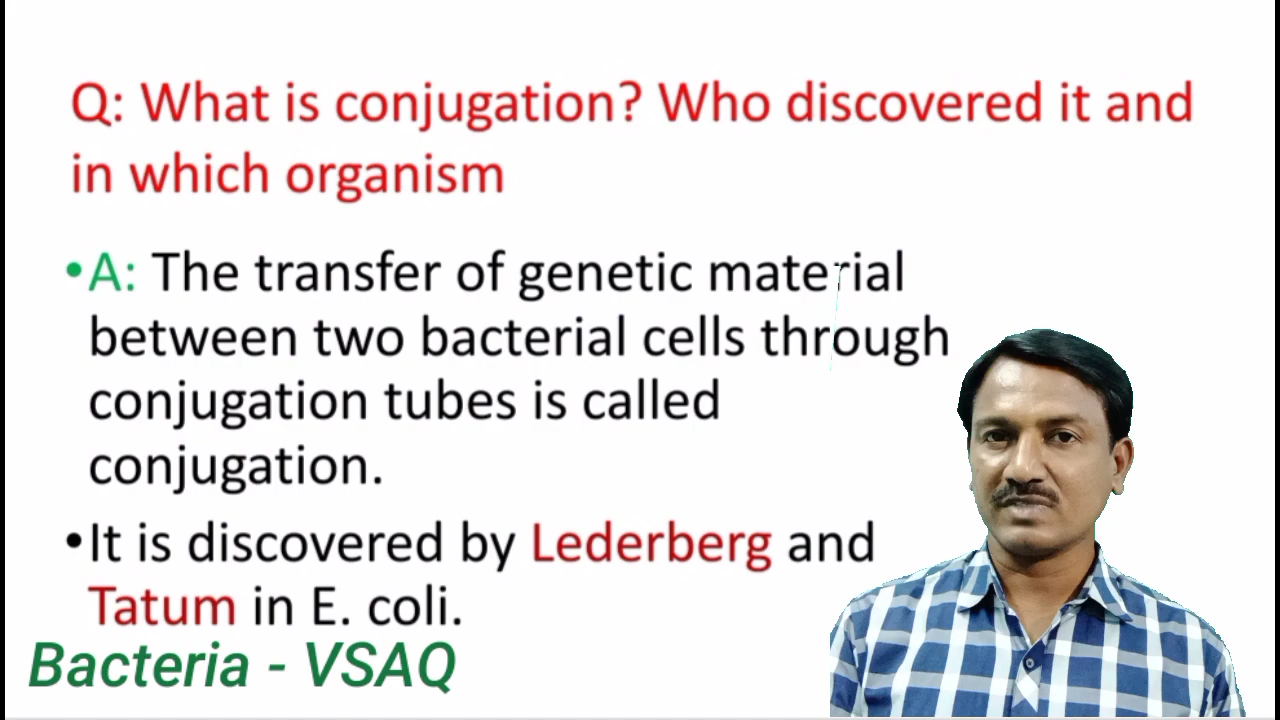 Q: What is conjugation? Who discovered it and
in which organism
•A: The transfer of genetic material
between two bacterial cells through
conjugation tubes is called
conjugation.
•It is discovered by Lederberg and
Tatum in E. coli.
Bacteria - VSAQ